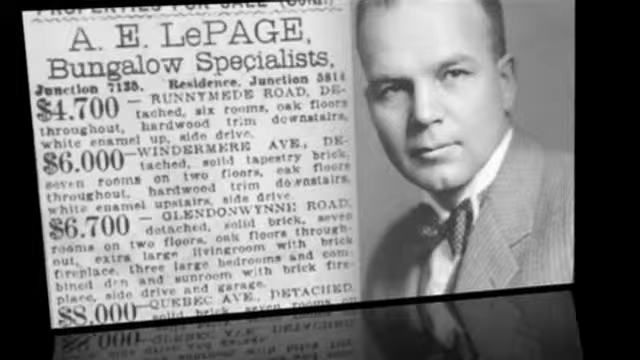 PROPERTIES FOR SALE (Cont.)
A. E. LePAGE,
Bungalow Specialists,
Junction 7135. Residence, Junction 5814
$4.700 — RUNNYMEDE ROAD, DE-
tached, six rooms, oak floors
throughout, hardwood trim downstairs,
white enamel up, side drive.
$6.000—WINDERMERE AVE., DE-
tached, solid tapestry brick,
seven rooms on two floors, oak floors
throughout, hardwood trim downstairs,
white enamel upstairs, side drive.
$6.700 — GLENDONWYNNE ROAD,
detached, solid brick, seven
rooms on two floors, oak floors through-
out, extra large livingroom with brick
fireplace, three large bedrooms and com-
bined den and sunroom with brick fire-
place, side drive and garage.
$8.000—QUEBEC AVE., DETACHED,
solid brick, seven rooms on